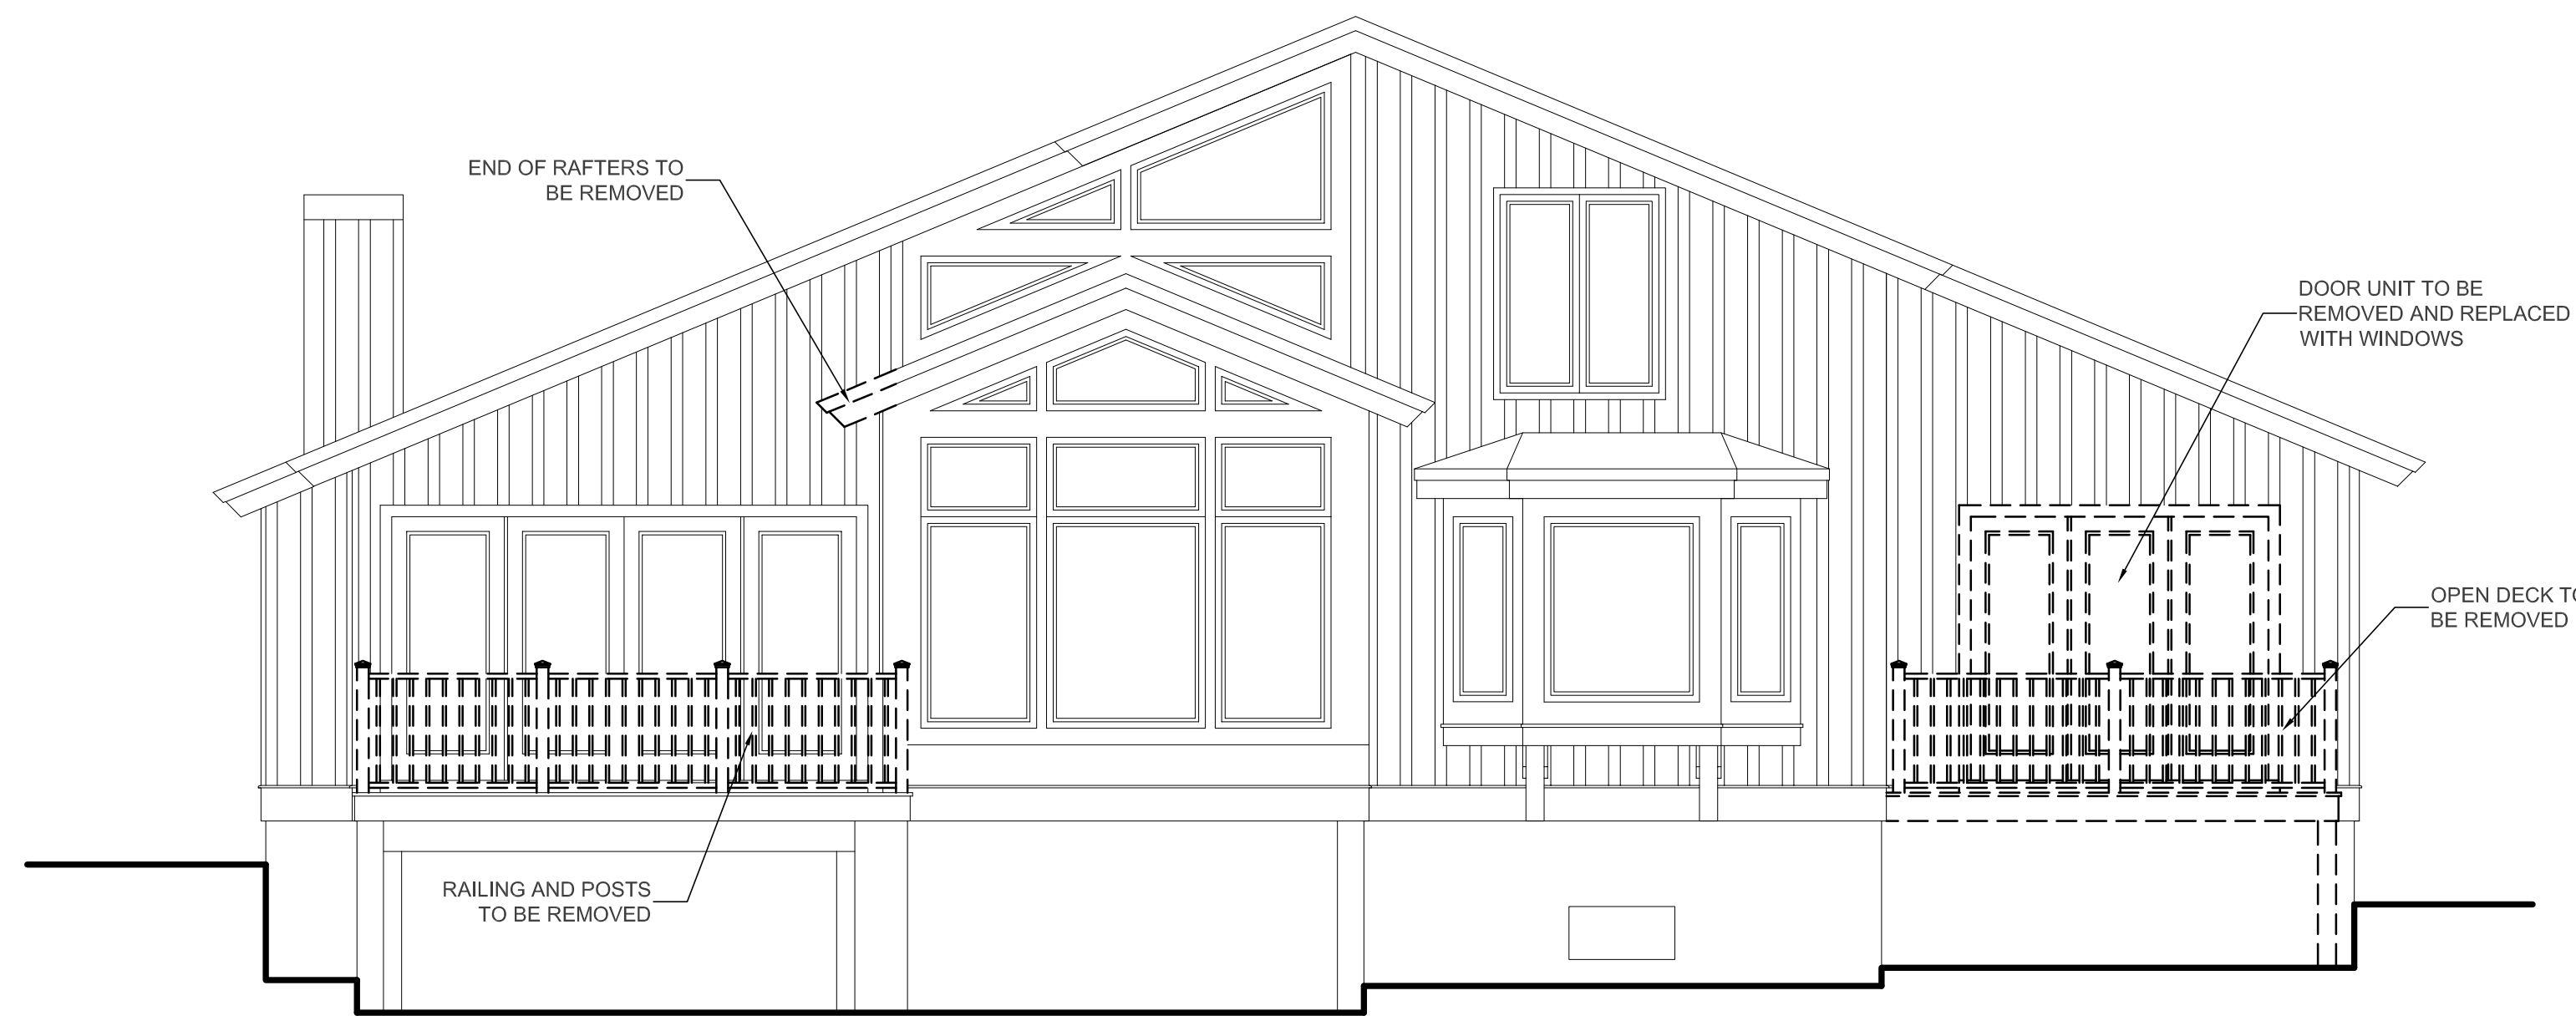 END OF RAFTERS TO
BE REMOVED
DOOR UNIT TO BE
REMOVED AND REPLACED
WITH WINDOWS
OPEN DECK TO
BE REMOVED
RAILING AND POSTS
TO BE REMOVED